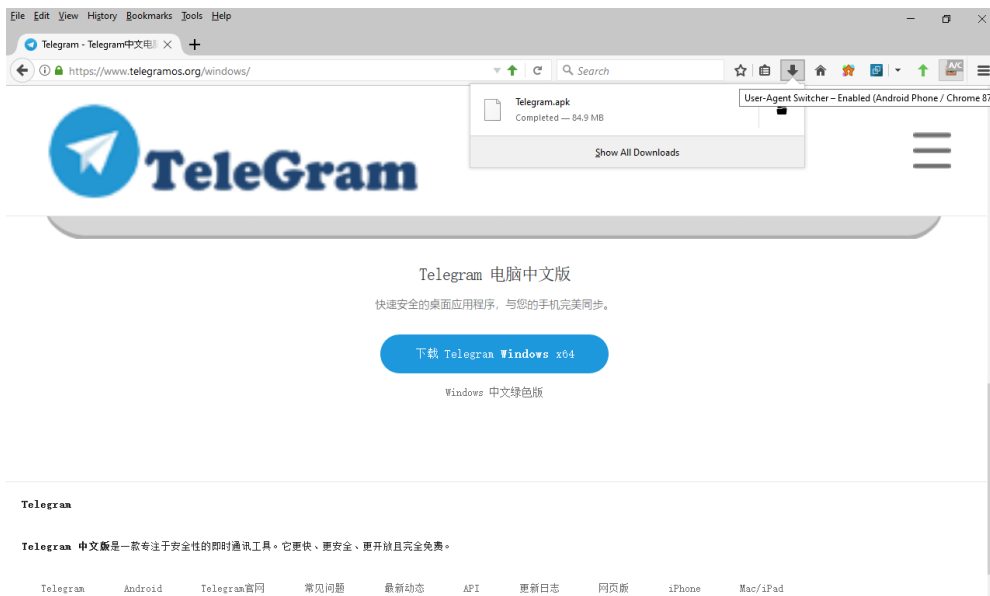 File Edit View History Bookmarks Tools Help
Telegram - Telegram中文电
https://www.telegramos.org/windows/
Search
Telegram.apk
Completed — 84.9 MB
User-Agent Switcher – Enabled (Android Phone / Chrome 87
Show All Downloads
TeleGram
Telegram 电脑中文版
快速安全的桌面应用程序，与您的手机完美同步。
下载 Telegram Windows x64
Windows 中文绿色版
Telegram
Telegram 中文版是一款专注于安全性的即时通讯工具。它更快、更安全、更开放且完全免费。
Telegram Android Telegram官网 常见问题 最新动态 API 更新日志 网页版 iPhone Mac/iPad